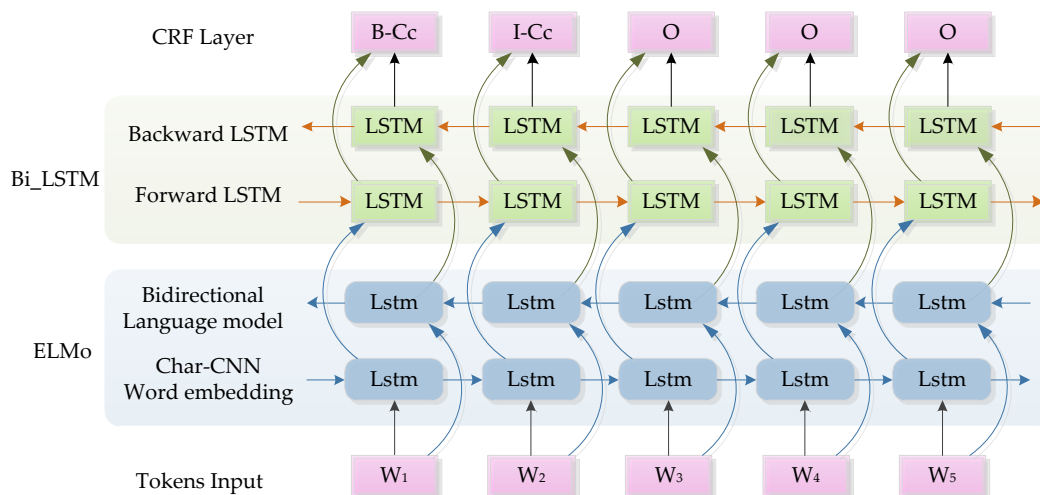 CRF Layer
B-Cc I-Cc O O O
Backward LSTM
LSTM LSTM LSTM LSTM LSTM
Bi_LSTM
Forward LSTM
LSTM LSTM LSTM LSTM LSTM
Bidirectional
Language model
Lstm Lstm Lstm Lstm Lstm
ELMo
Char-CNN
Word embedding
Lstm Lstm Lstm Lstm Lstm
Tokens Input
W₁ W₂ W₃ W₄ W₅